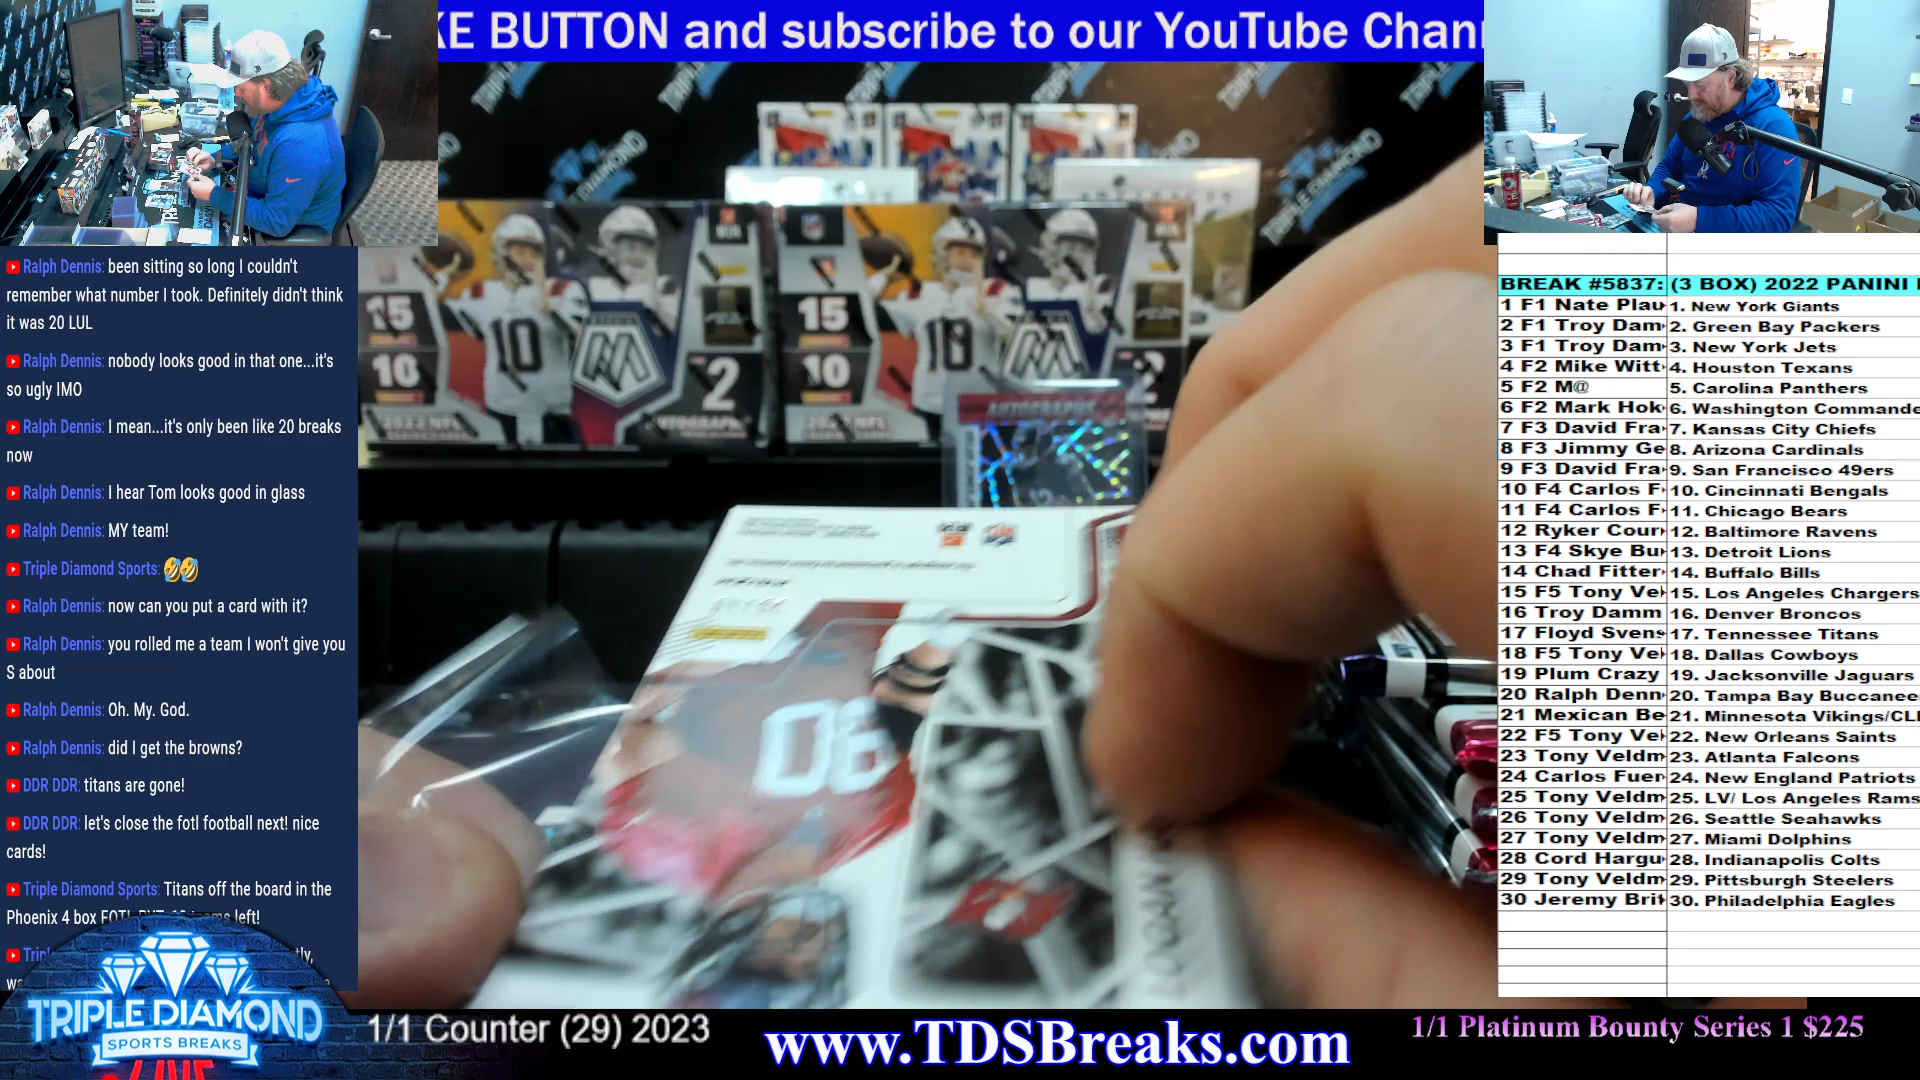 KE BUTTON and subscribe to our YouTube Chan
Ralph Dennis: been sitting so long I couldn't
remember what number I took. Definitely didn't think
it was 20 LUL
Ralph Dennis: nobody looks good in that one...it's
so ugly IMO
Ralph Dennis: I mean...it's only been like 20 breaks
now
Ralph Dennis: I hear Tom looks good in glass
Ralph Dennis: MY team!
Triple Diamond Sports: 🤣🤣
Ralph Dennis: now can you put a card with it?
Ralph Dennis: you rolled me a team I won't give you
S about
Ralph Dennis: Oh. My. God.
Ralph Dennis: did I get the browns?
DDR DDR: titans are gone!
DDR DDR: let's close the fotl football next! nice
cards!
Triple Diamond Sports: Titans off the board in the
Phoenix 4 box left!
TRIPLE DIAMOND
SPORTS BREAKS
LIVE
15
10
10
2
15
10
10
2
AUTOGRAPHS
BREAK #5837: (3 BOX) 2022 PANINI
1 F1 Nate Plau 1. New York Giants
2 F1 Troy Dam 2. Green Bay Packers
3 F1 Troy Dam 3. New York Jets
4 F2 Mike Witt 4. Houston Texans
5 F2 M@ 5. Carolina Panthers
6 F2 Mark Hok 6. Washington Commande
7 F3 David Fra 7. Kansas City Chiefs
8 F3 Jimmy Ge 8. Arizona Cardinals
9 F3 David Fra 9. San Francisco 49ers
10 F4 Carlos F 10. Cincinnati Bengals
11 F4 Carlos F 11. Chicago Bears
12 Ryker Cour 12. Baltimore Ravens
13 F4 Skye Bu 13. Detroit Lions
14 Chad Fitter 14. Buffalo Bills
15 F5 Tony Ve 15. Los Angeles Chargers
16 Troy Damm 16. Denver Broncos
17 Floyd Svens 17. Tennessee Titans
18 F5 Tony Ve 18. Dallas Cowboys
19 Plum Crazy 19. Jacksonville Jaguars
20 Ralph Denn 20. Tampa Bay Buccanee
21 Mexican Be 21. Minnesota Vikings/CL
22 F5 Tony Ve 22. New Orleans Saints
23 Tony Veldm 23. Atlanta Falcons
24 Carlos Fuer 24. New England Patriots
25 Tony Veldm 25. LV/ Los Angeles Rams
26 Tony Veldm 26. Seattle Seahawks
27 Tony Veldm 27. Miami Dolphins
28 Cord Hargu 28. Indianapolis Colts
29 Tony Veldm 29. Pittsburgh Steelers
30 Jeremy Brit 30. Philadelphia Eagles
1/1 Counter (29) 2023
www.TDSBreaks.com
1/1 Platinum Bounty Series 1 $225